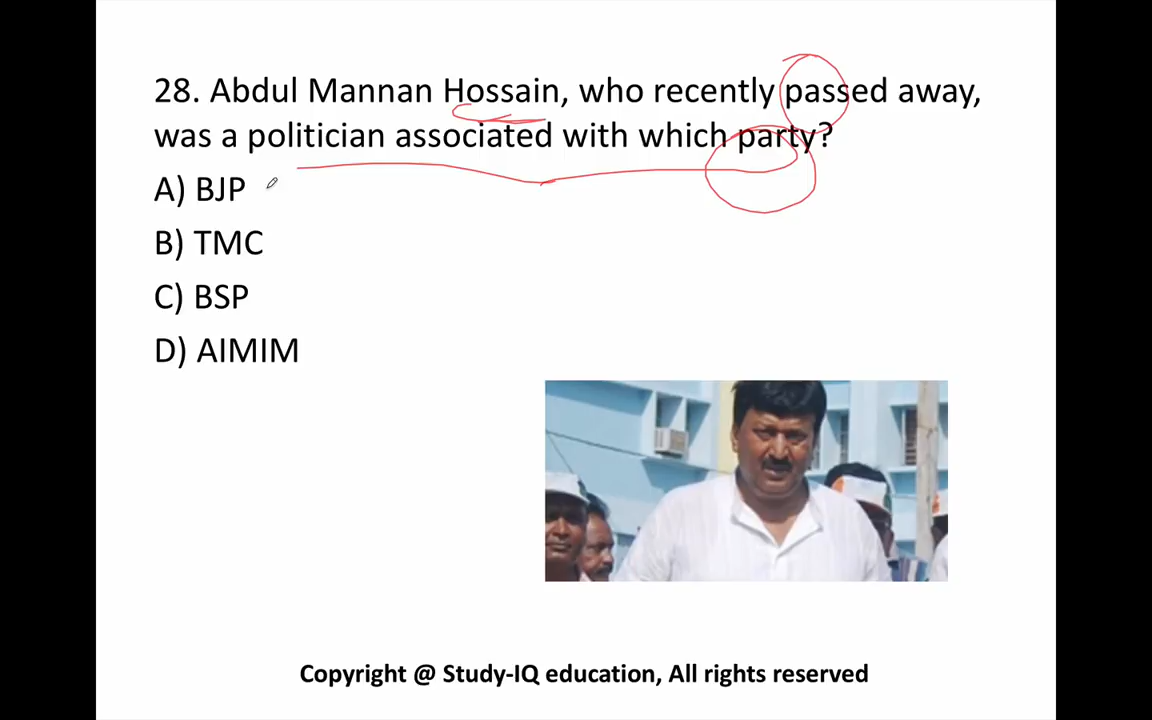 28. Abdul Mannan Hossain, who recently passed away,
was a politician associated with which party?
A) BJP
B) TMC
C) BSP
D) AIMIM
Copyright @ Study-IQ education, All rights reserved